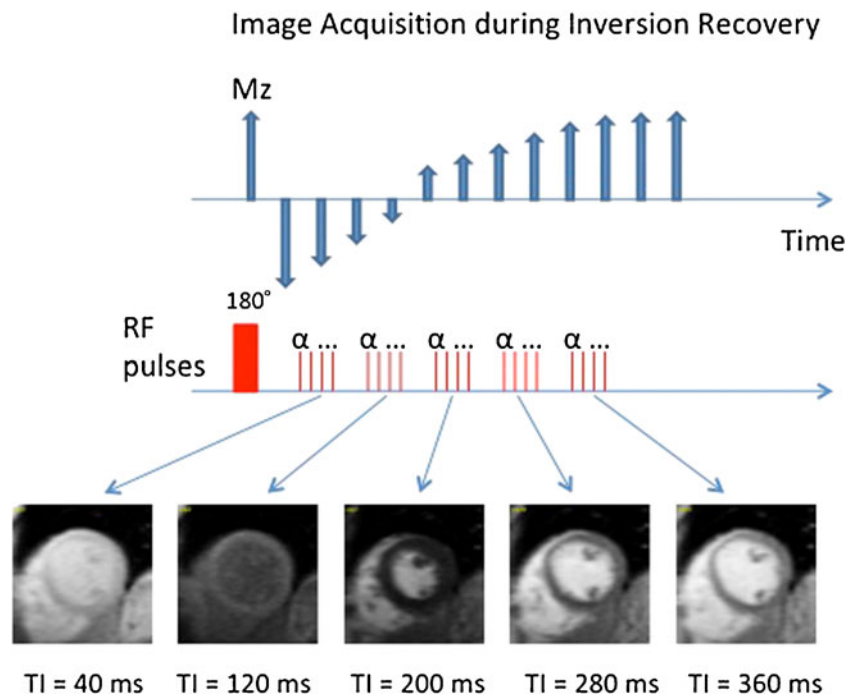 Image Acquisition during Inversion Recovery
Mz
Time
180°
RF
pulses
α ... α ... α ... α ... α ...
TI = 40 ms TI = 120 ms TI = 200 ms TI = 280 ms TI = 360 ms